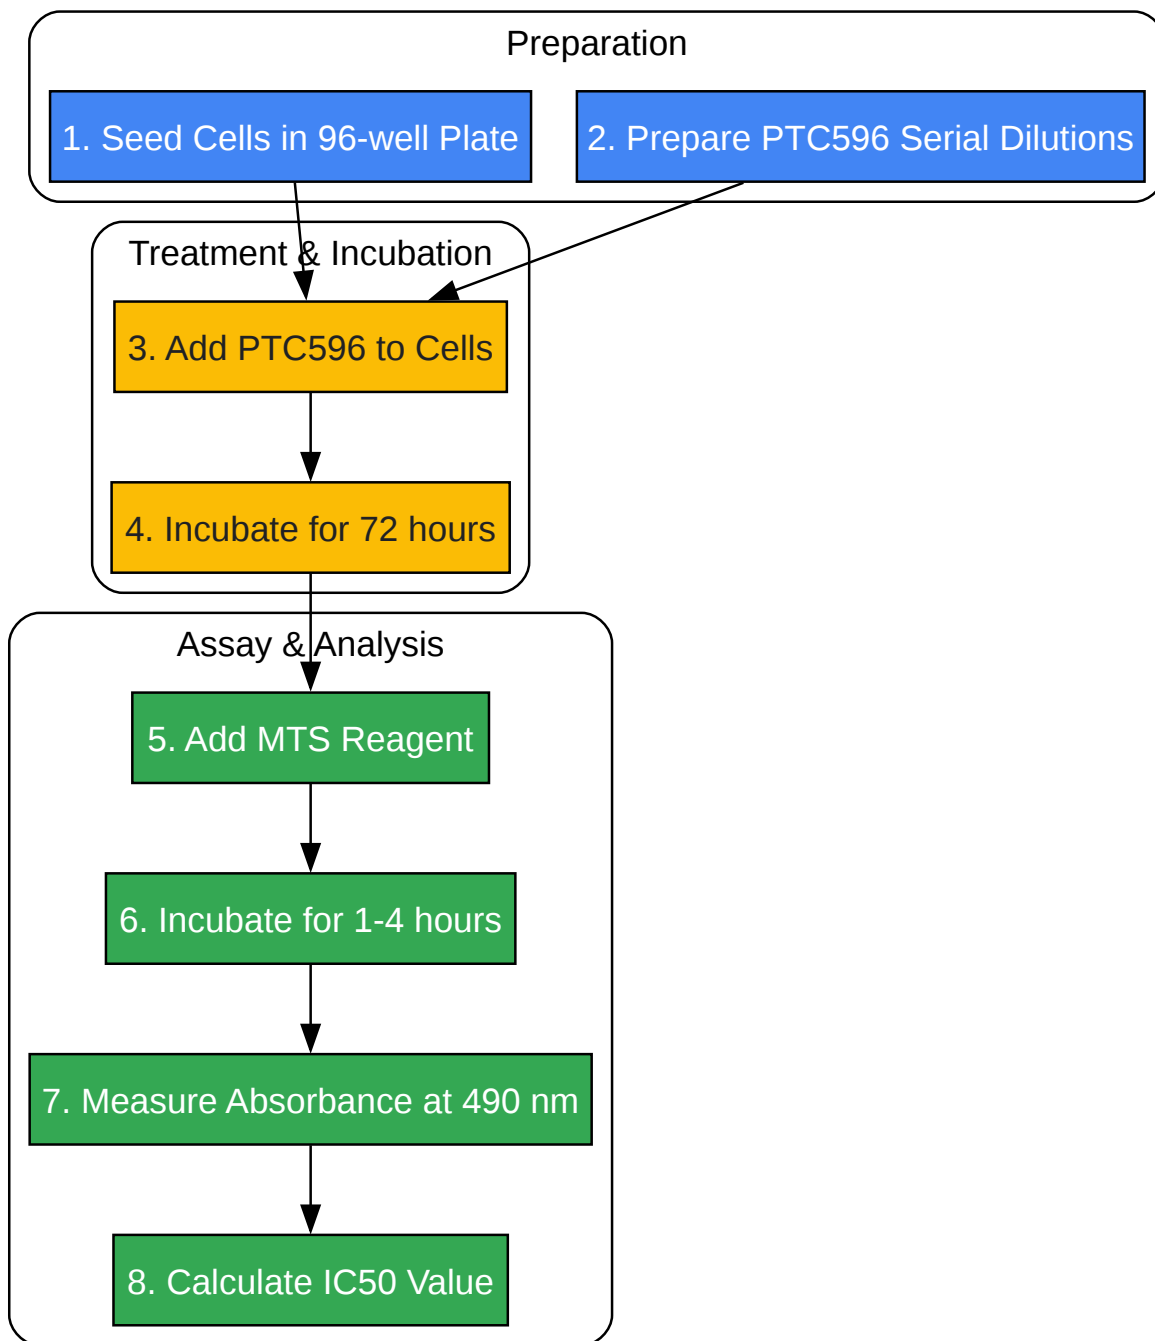 Preparation
1. Seed Cells in 96-well Plate
2. Prepare PTC596 Serial Dilutions
Treatment & Incubation
3. Add PTC596 to Cells
4. Incubate for 72 hours
Assay & Analysis
5. Add MTS Reagent
6. Incubate for 1-4 hours
7. Measure Absorbance at 490 nm
8. Calculate IC50 Value